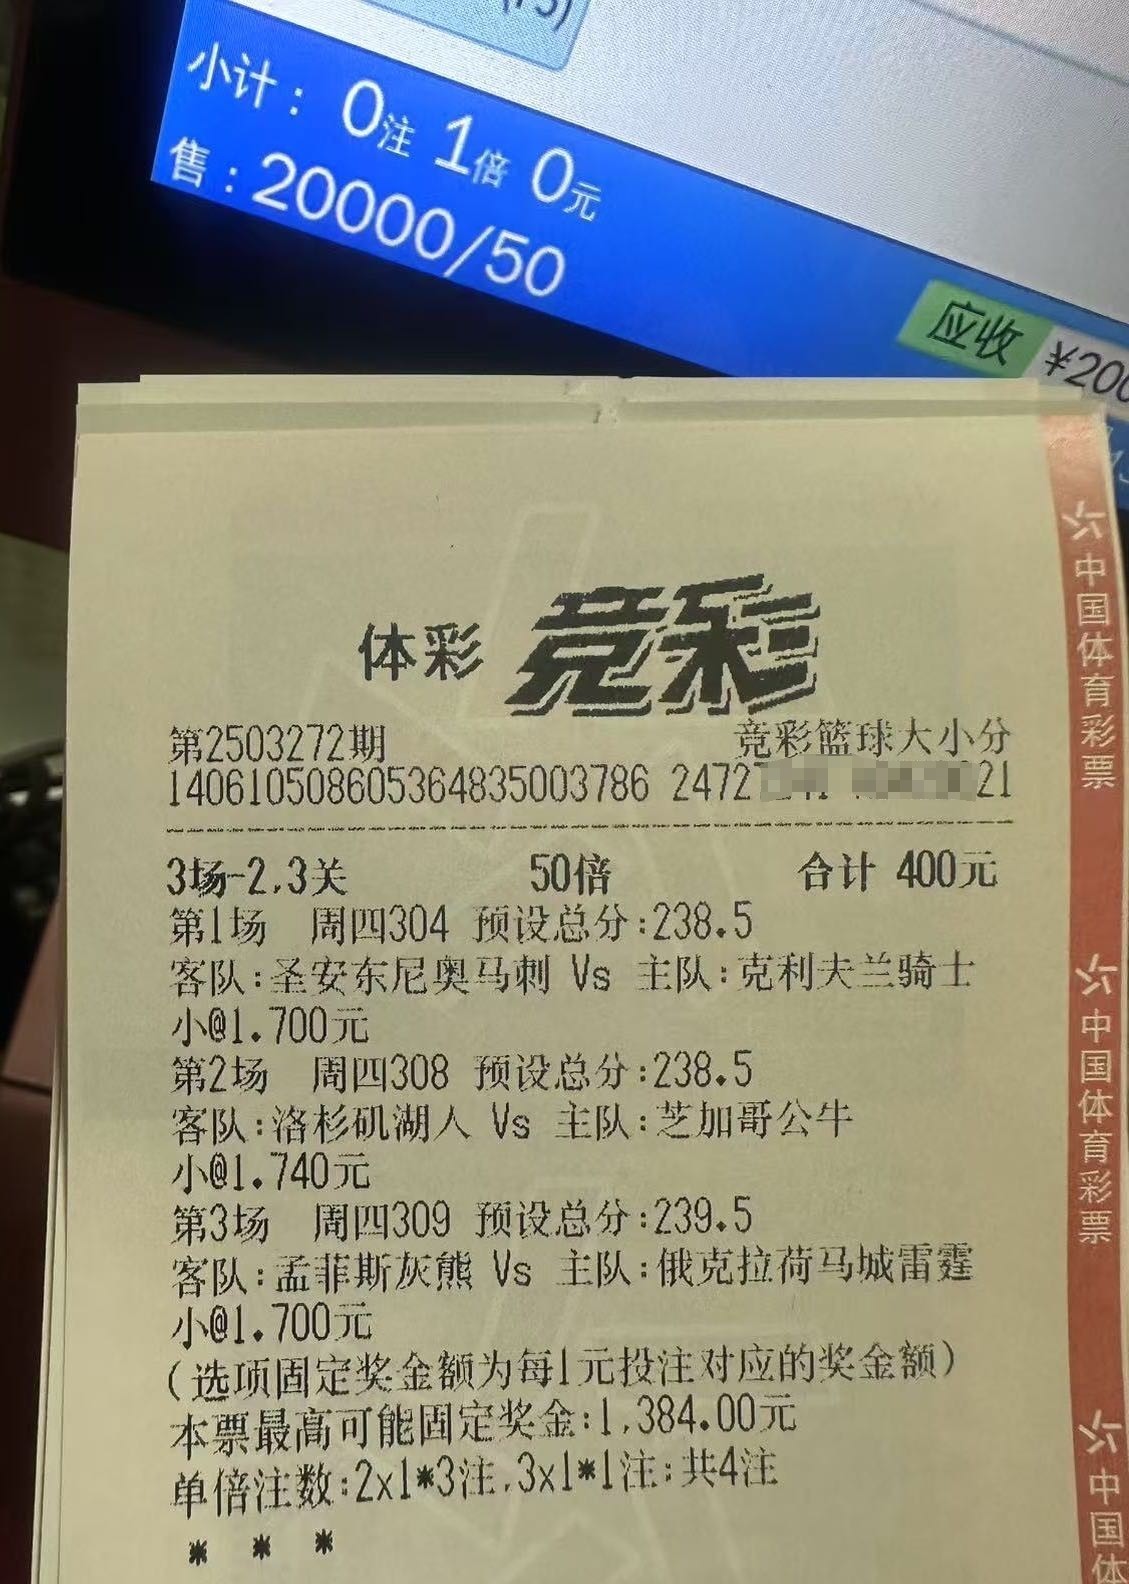 小计：0注 1倍 0元
售：20000/50
应收 ¥200
体彩 竞彩
第2503272期 竞彩篮球大小分
140610508605364835003786 2472 21
3场-2,3关 50倍 合计 400元
第1场 周四304 预设总分:238.5
客队:圣安东尼奥马刺 Vs 主队:克利夫兰骑士
小@1.700元
第2场 周四308 预设总分:238.5
客队:洛杉矶湖人 Vs 主队:芝加哥公牛
小@1.740元
第3场 周四309 预设总分:239.5
客队:孟菲斯灰熊 Vs 主队:俄克拉荷马城雷霆
小@1.700元
(选项固定奖金额为每1元投注对应的奖金额)
本票最高可能固定奖金:1,384.00元
单倍注数:2x1*3注,3x1*1注;共4注
* * *
中国体育彩票
中国体育彩票
中国体